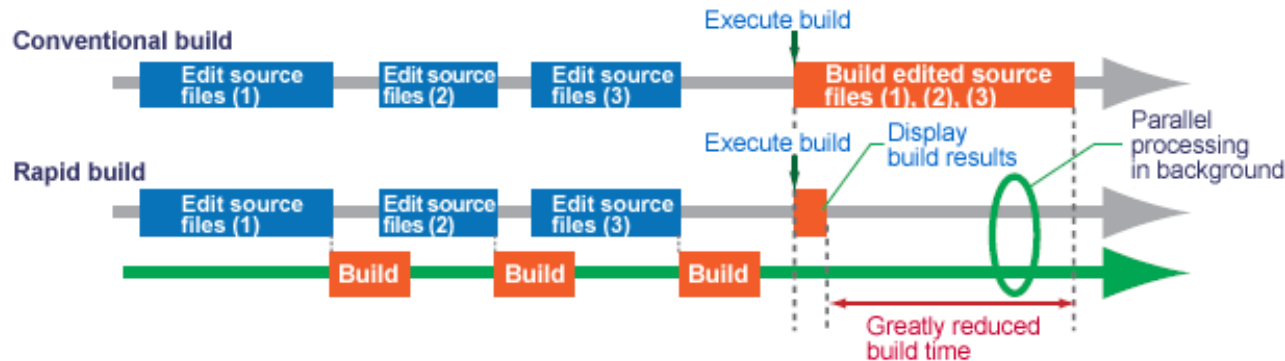 Execute build
Conventional build
Edit source
files (1)
Edit source
files (2)
Edit source
files (3)
Build edited source
files (1), (2), (3)
Execute build
Display
build results
Parallel
processing
in background
Rapid build
Edit source
files (1)
Edit source
files (2)
Edit source
files (3)
Build
Build
Build
Greatly reduced
build time